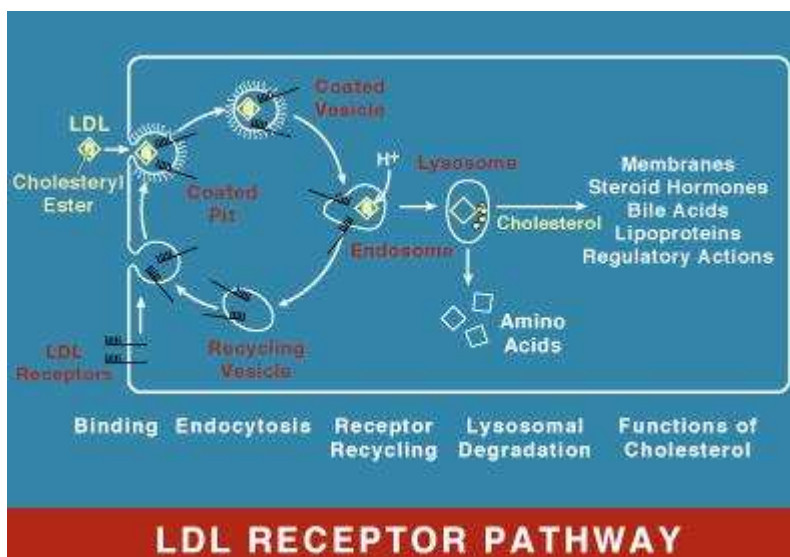 LDL
Cholesteryl
Ester
Coated
Pit
Coated
Vesicle
H+
Lysosome
Endosome
Cholesterol
Membranes
Steroid Hormones
Bile Acids
Lipoproteins
Regulatory Actions
Amino
Acids
LDL
Receptors
Recycling
Vesicle
Binding
Endocytosis
Receptor
Recycling
Lysosomal
Degradation
Functions of
Cholesterol
LDL RECEPTOR PATHWAY